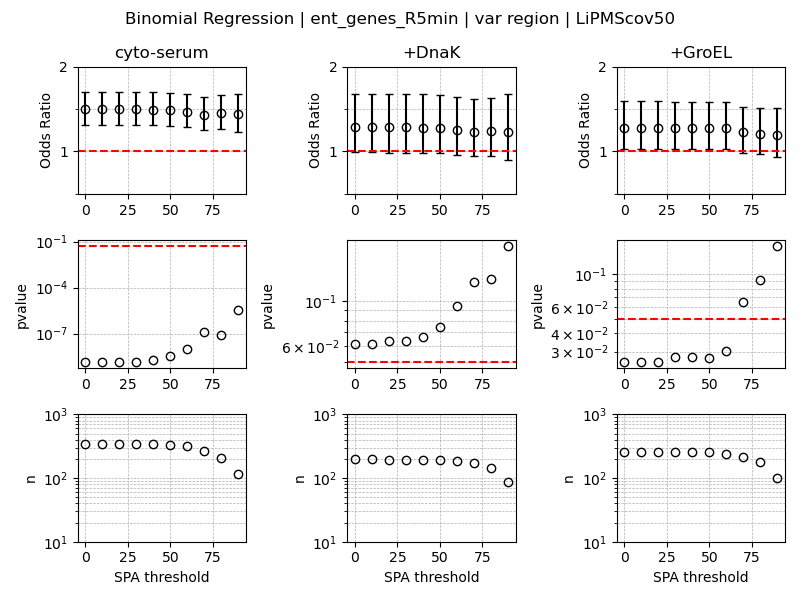 Binomial Regression | ent_genes_R5min | var region | LiPMScov50
cyto-serum
+DnaK
+GroEL
Odds Ratio
2
1
0
25
50
75
Odds Ratio
2
1
0
25
50
75
Odds Ratio
2
1
0
25
50
75
pvalue
10⁻¹
10⁻⁴
10⁻⁷
0
25
50
75
pvalue
10⁻¹
6 × 10⁻²
0
25
50
75
pvalue
10⁻¹
6 × 10⁻²
4 × 10⁻²
3 × 10⁻²
0
25
50
75
n
10³
10²
10¹
0
25
50
75
SPA threshold
n
10³
10²
10¹
0
25
50
75
SPA threshold
n
10³
10²
10¹
0
25
50
75
SPA threshold